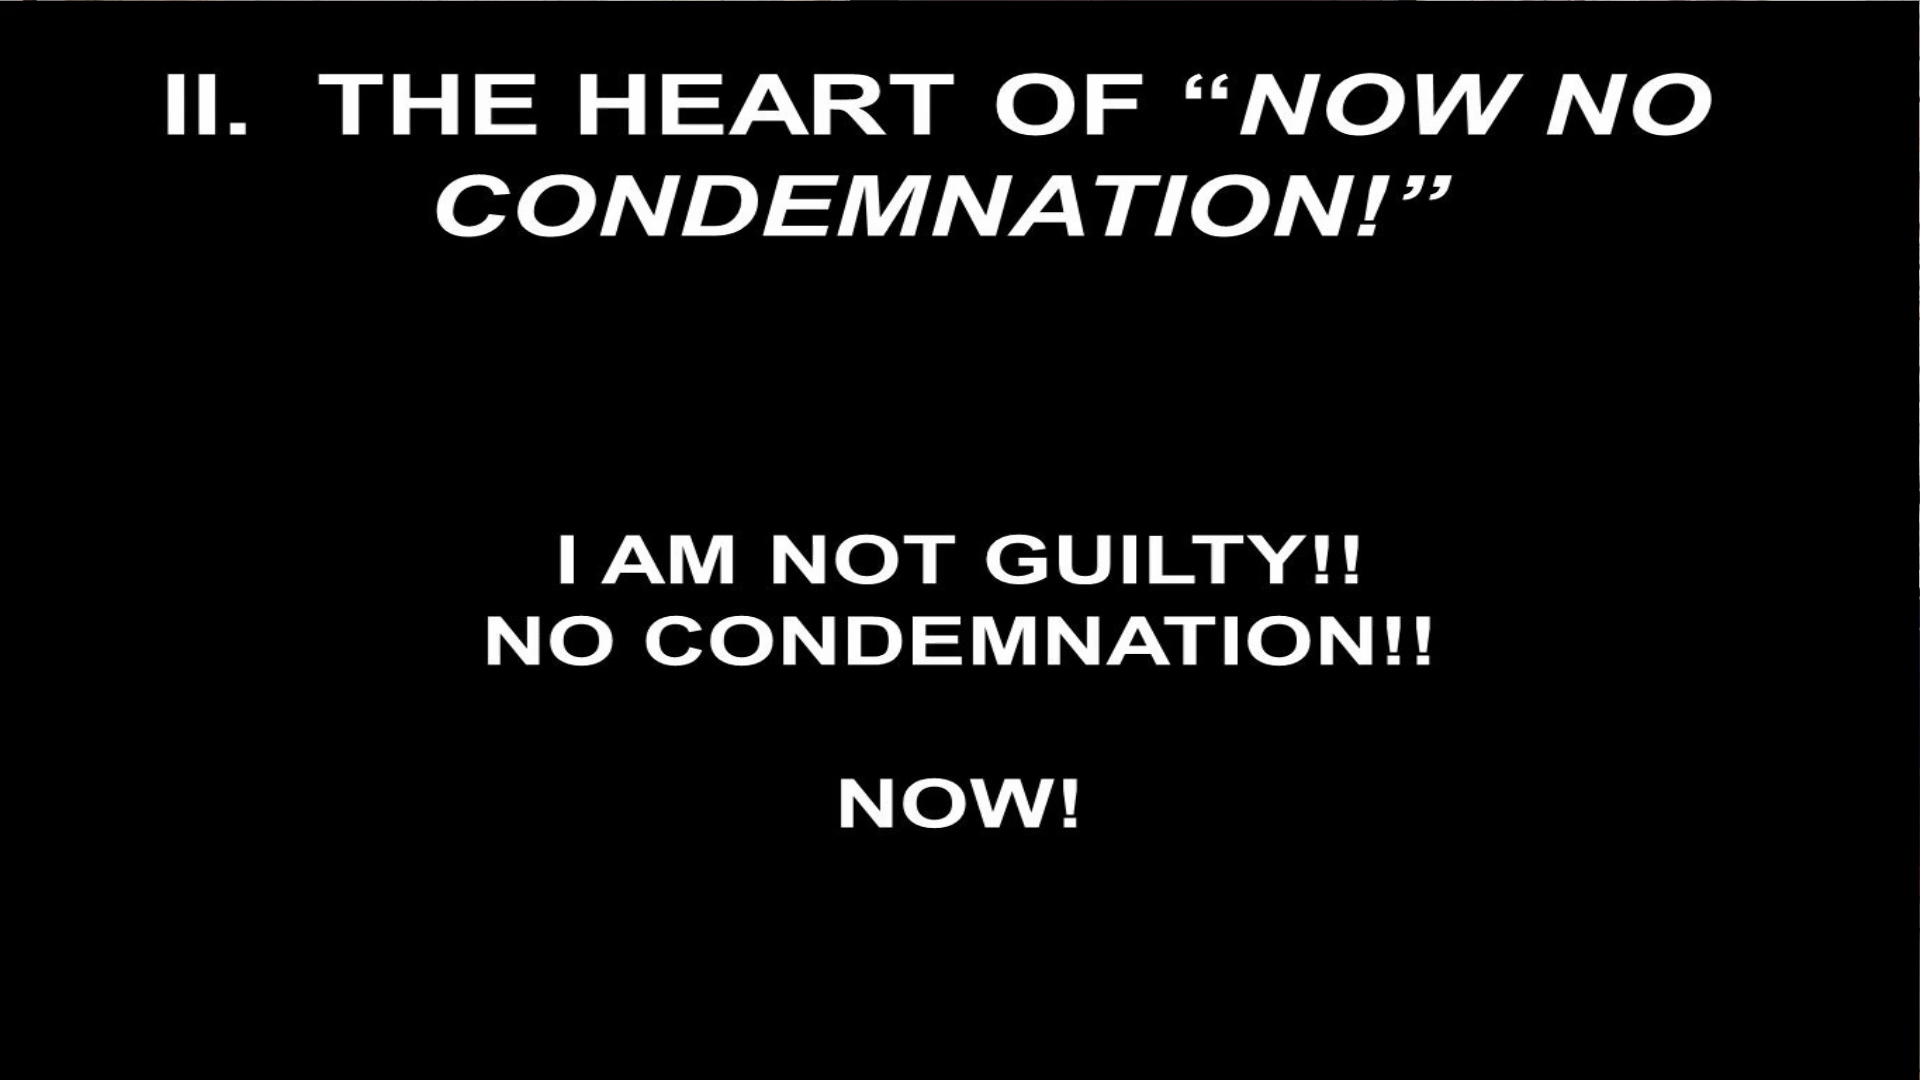 II.  THE HEART OF “NOW NO
CONDEMNATION!”
I AM NOT GUILTY!!
NO CONDEMNATION!!
NOW!